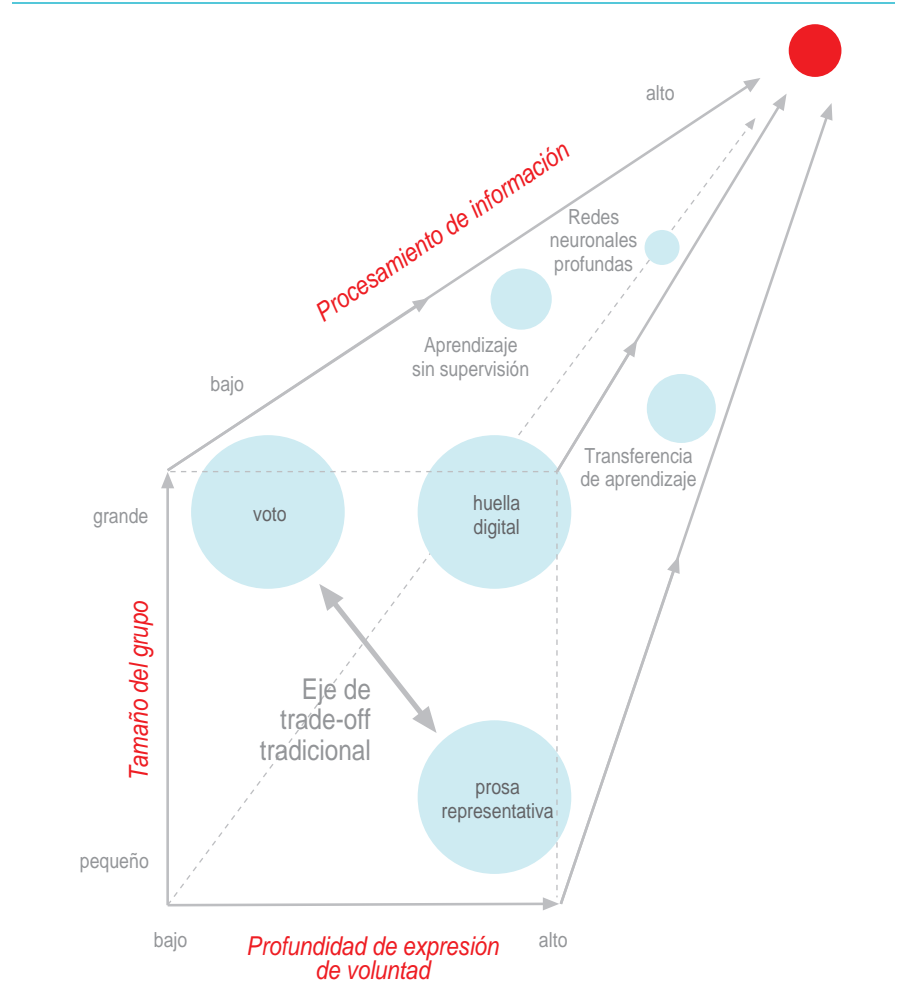 alto
Procesamiento de información
Redes
neuronales
profundas
Aprendizaje
sin supervisión
bajo
Transferencia
de aprendizaje
grande
voto
huella
digital
Tamaño del grupo
Eje de
trade-off
tradicional
prosa
representativa
pequeño
bajo
Profundidad de expresión
de voluntad
alto